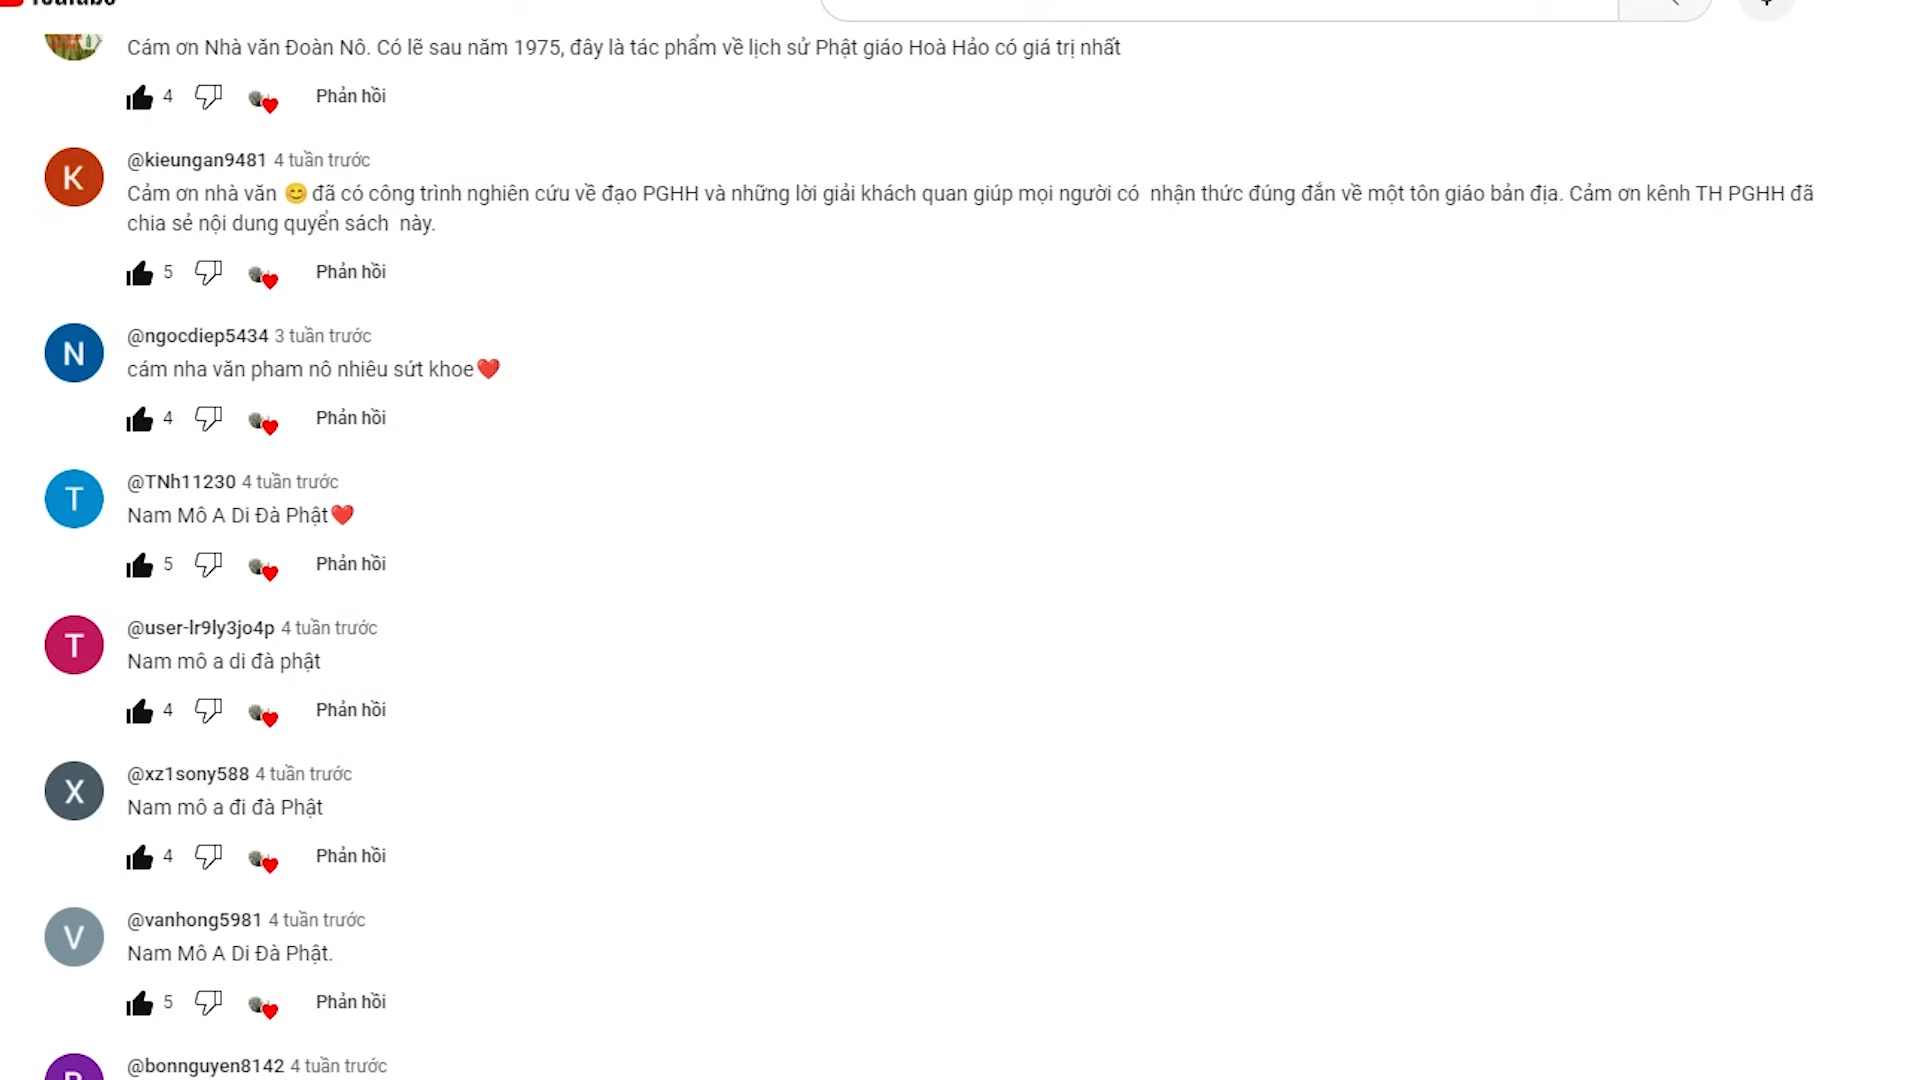 YouTube
Cám ơn Nhà văn Đoàn Nô. Có lẽ sau năm 1975, đây là tác phẩm về lịch sử Phật giáo Hoà Hảo có giá trị nhất
4 Phản hồi
K
@kieungan9481 4 tuần trước
Cảm ơn nhà văn 😊 đã có công trình nghiên cứu về đạo PGHH và những lời giải khách quan giúp mọi người có nhận thức đúng đắn về một tôn giáo bản địa. Cảm ơn kênh TH PGHH đã
chia sẻ nội dung quyển sách này.
5 Phản hồi
N
@ngocdiep5434 3 tuần trước
cám nha văn pham nô nhiêu sứt khoe❤️
4 Phản hồi
T
@TNh11230 4 tuần trước
Nam Mô A Di Đà Phật❤️
5 Phản hồi
T
@user-lr9ly3jo4p 4 tuần trước
Nam mô a di đà phật
4 Phản hồi
X
@xz1sony588 4 tuần trước
Nam mô a đi đà Phật
4 Phản hồi
V
@vanhong5981 4 tuần trước
Nam Mô A Di Đà Phật.
5 Phản hồi
@bonnguyen8142 4 tuần trước